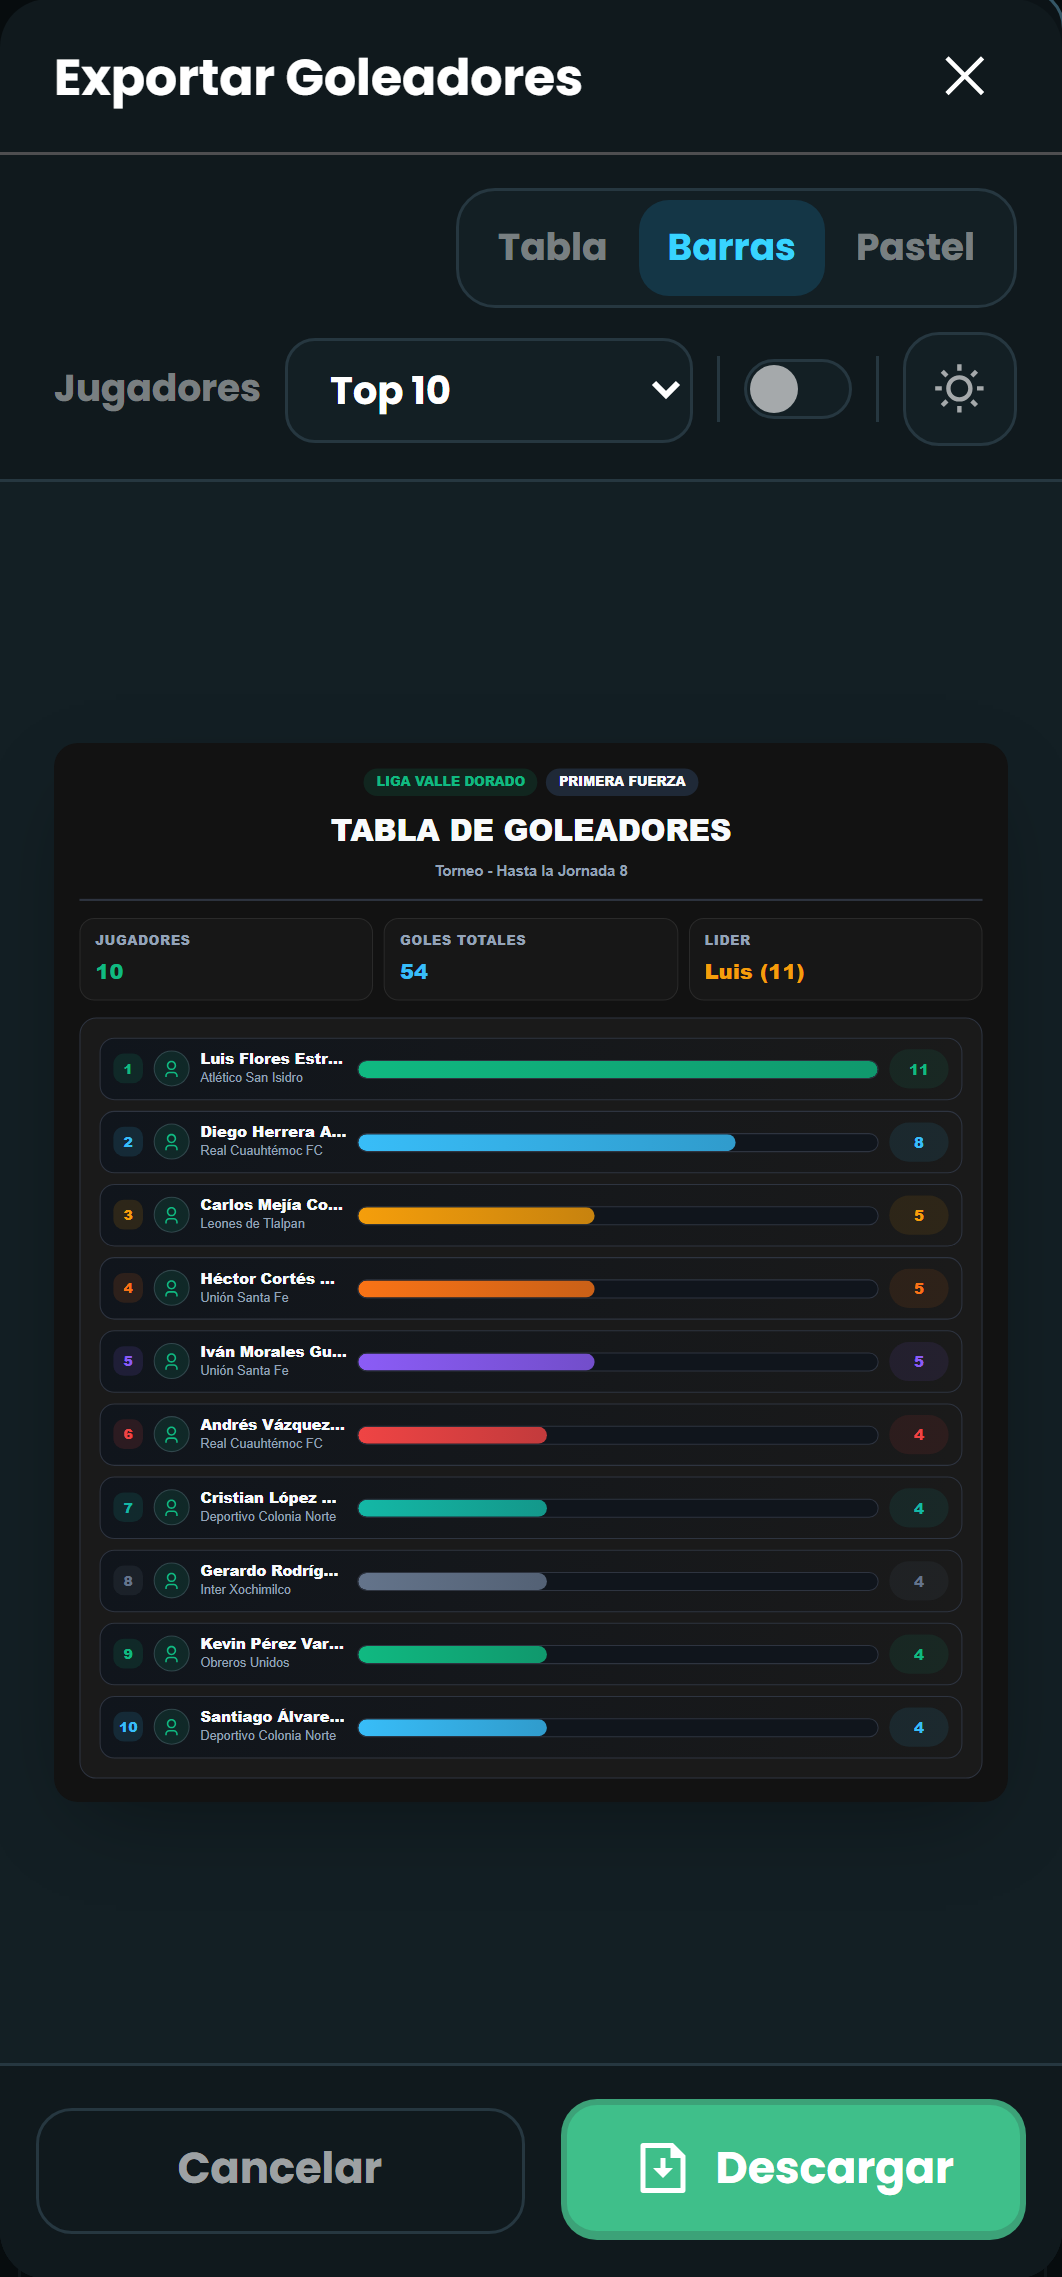 Exportar Goleadores
Tabla Barras Pastel
Jugadores Top 10
LIGA VALLE DORADO PRIMERA FUERZA
TABLA DE GOLEADORES
Torneo - Hasta la Jornada 8
JUGADORES GOLES TOTALES LIDER
10 54 Luis (11)
1 Luis Flores Estr... 11
Atlético San Isidro
2 Diego Herrera A... 8
Real Cuauhtémoc FC
3 Carlos Mejía Co... 5
Leones de Tlalpan
4 Héctor Cortés ... 5
Unión Santa Fe
5 Iván Morales Gu... 5
Unión Santa Fe
6 Andrés Vázquez... 4
Real Cuauhtémoc FC
7 Cristian López ... 4
Deportivo Colonia Norte
8 Gerardo Rodríg... 4
Inter Xochimilco
9 Kevin Pérez Var... 4
Obreros Unidos
10 Santiago Álvare... 4
Deportivo Colonia Norte
Cancelar Descargar